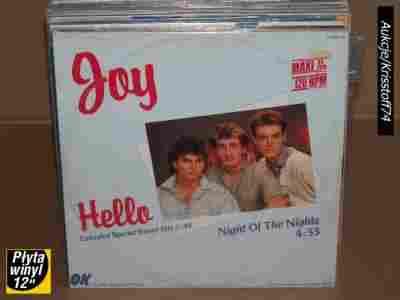 Joy
MAXI 12"
120 BPM
Hello
Extended Special Dance Mix
Night Of The Nights
4:55
OK
Aukcje/Krisstoff74
Płyta
winyl
12"